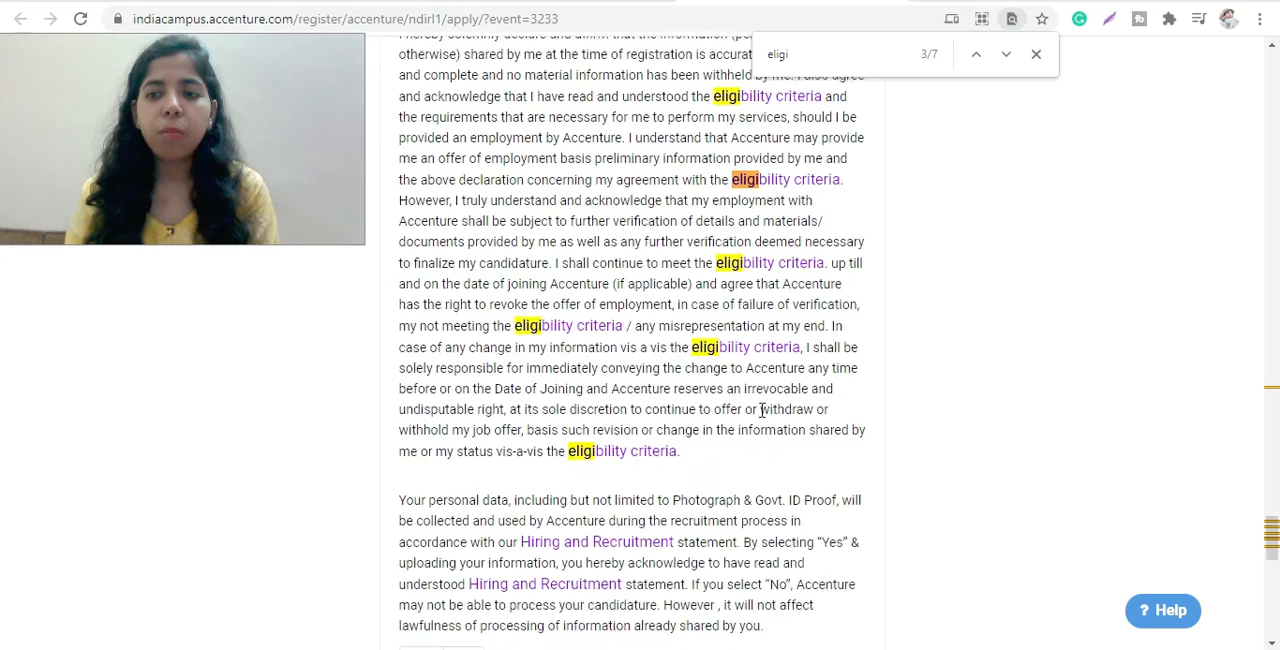 indiacampus.accenture.com/register/accenture/ndirl1/apply/?event=3233
eligi 3/7
otherwise) shared by me at the time of registration is accurat
and complete and no material information has been withheld by me. I also agree
and acknowledge that I have read and understood the eligibility criteria and
the requirements that are necessary for me to perform my services, should I be
provided an employment by Accenture. I understand that Accenture may provide
me an offer of employment basis preliminary information provided by me and
the above declaration concerning my agreement with the eligibility criteria.
However, I truly understand and acknowledge that my employment with
Accenture shall be subject to further verification of details and materials/
documents provided by me as well as any further verification deemed necessary
to finalize my candidature. I shall continue to meet the eligibility criteria. up till
and on the date of joining Accenture (if applicable) and agree that Accenture
has the right to revoke the offer of employment, in case of failure of verification,
my not meeting the eligibility criteria / any misrepresentation at my end. In
case of any change in my information vis a vis the eligibility criteria, I shall be
solely responsible for immediately conveying the change to Accenture any time
before or on the Date of Joining and Accenture reserves an irrevocable and
undisputable right, at its sole discretion to continue to offer or withdraw or
withhold my job offer, basis such revision or change in the information shared by
me or my status vis-a-vis the eligibility criteria.
Your personal data, including but not limited to Photograph & Govt. ID Proof, will
be collected and used by Accenture during the recruitment process in
accordance with our Hiring and Recruitment statement. By selecting “Yes” &
uploading your information, you hereby acknowledge to have read and
understood Hiring and Recruitment statement. If you select “No”, Accenture
may not be able to process your candidature. However , it will not affect
lawfulness of processing of information already shared by you.
? Help